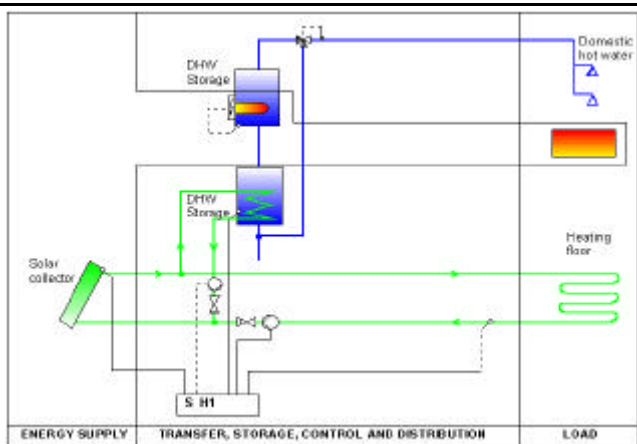 Domestic
hot water
DHW
Storage
DHW
Storage
Heating
floor
Solar
collector
S H1
ENERGY SUPPLY
TRANSFER, STORAGE, CONTROL AND DISTRIBUTION
LOAD